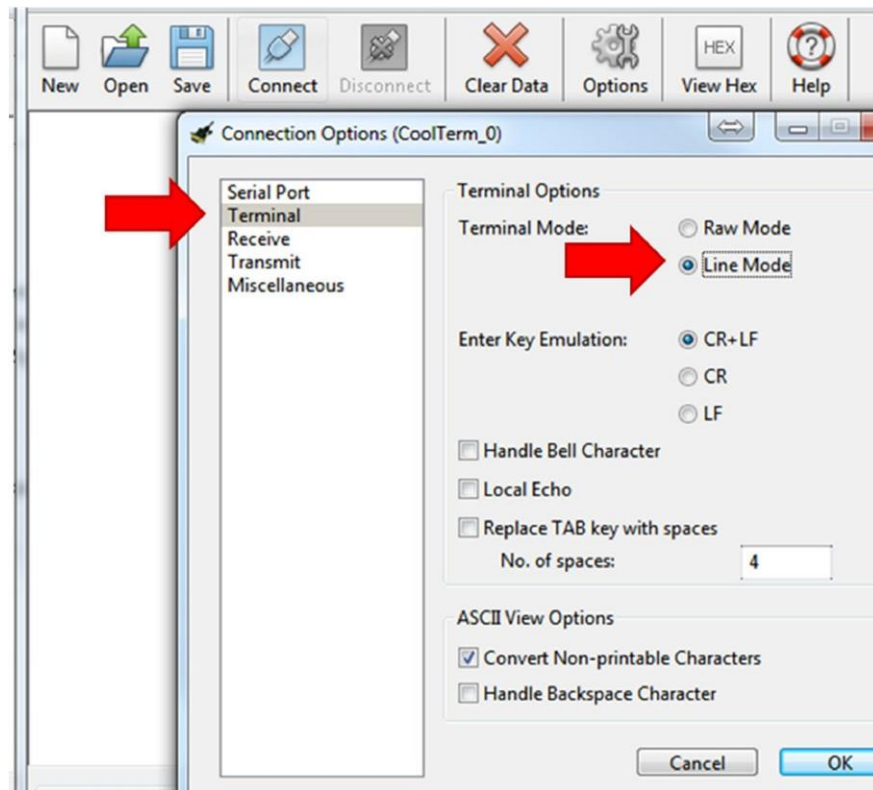 New Open Save Connect Disconnect Clear Data Options HEX View Hex ? Help
Connection Options (CoolTerm_0)
Serial Port
Terminal
Receive
Transmit
Miscellaneous
Terminal Options
Terminal Mode:
Raw Mode
Line Mode
Enter Key Emulation:
CR+LF
CR
LF
Handle Bell Character
Local Echo
Replace TAB key with spaces
No. of spaces: 4
ASCII View Options
Convert Non-printable Characters
Handle Backspace Character
Cancel OK